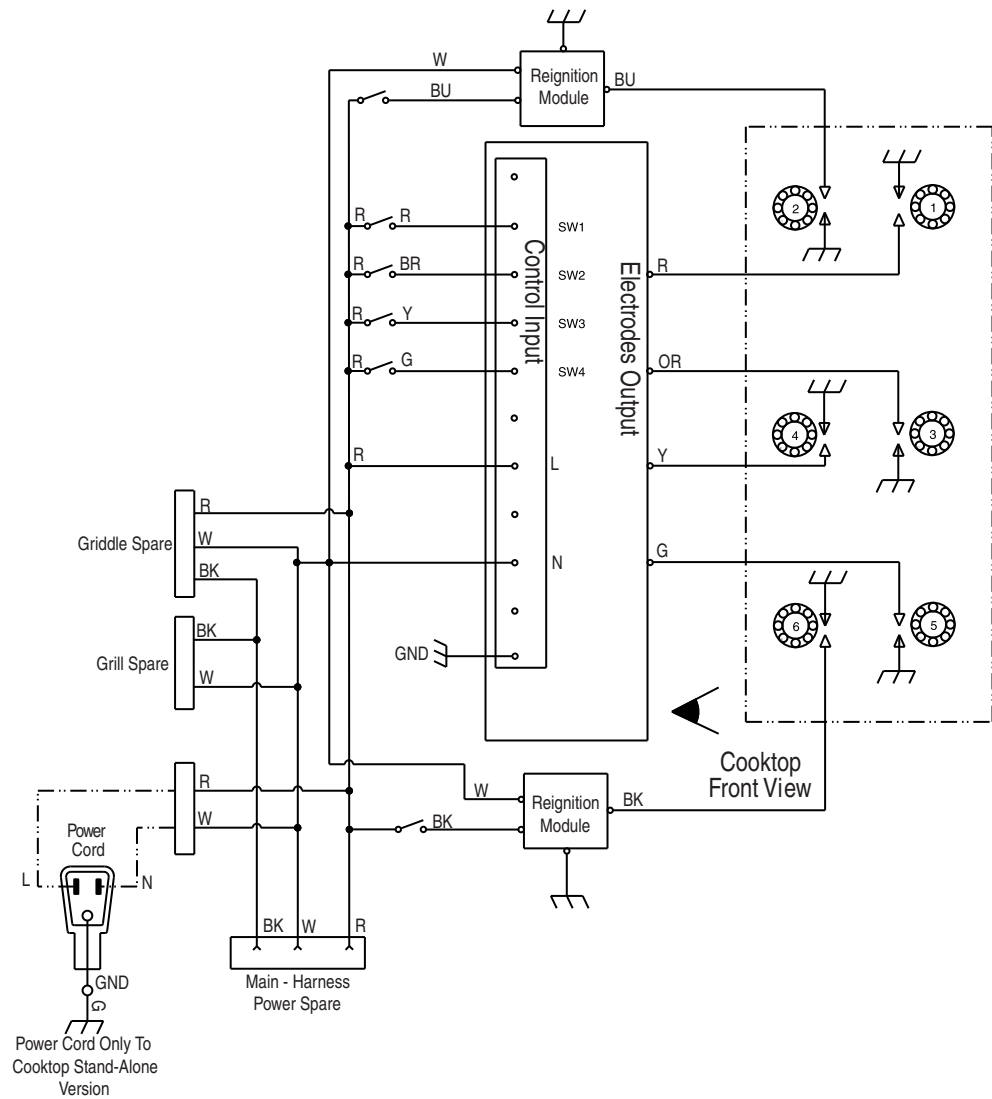 W
Reignition
Module
BU
BU
2
1
R
R
SW1
R
BR
SW2
R
R
Y
SW3
R
G
SW4
Control Input
Electrodes Output
OR
4
3
R
L
Y
R
Griddle Spare
W
BK
N
G
6
5
BK
Grill Spare
W
GND
Cooktop
Front View
R
W
Reignition
Module
BK
W
BK
Power
Cord
L
N
BK
W
R
Main - Harness
Power Spare
GND
G
Power Cord Only To
Cooktop Stand-Alone
Version